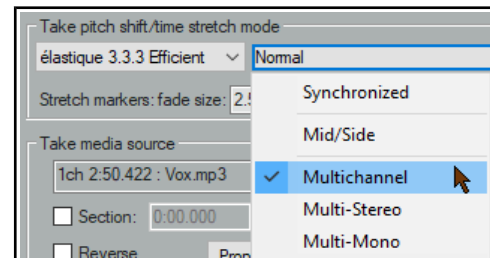 Take pitch shift/time stretch mode
élastique 3.3.3 Efficient Normal
Synchronized
Stretch markers: fade size: 2.
Mid/Side
Take media source
1ch 2:50.422 : Vox.mp3
Multichannel
Section: 0:00.000
Multi-Stereo
Reverse
Multi-Mono